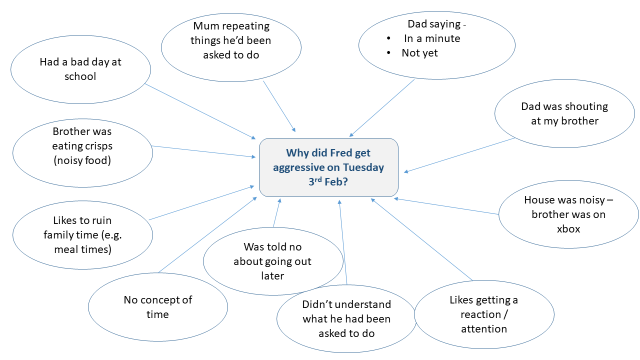 Mum repeating
things he'd been
asked to do
Dad saying -
• In a minute
• Not yet
Had a bad day at
school
Dad was shouting
at my brother
Brother was
eating crisps
(noisy food)
Why did Fred get
aggressive on Tuesday
3rd Feb?
Likes to ruin
family time (e.g.
meal times)
House was noisy –
brother was on
xbox
Was told no
about going out
later
No concept of
time
Didn't understand
what he had been
asked to do
Likes getting a
reaction /
attention